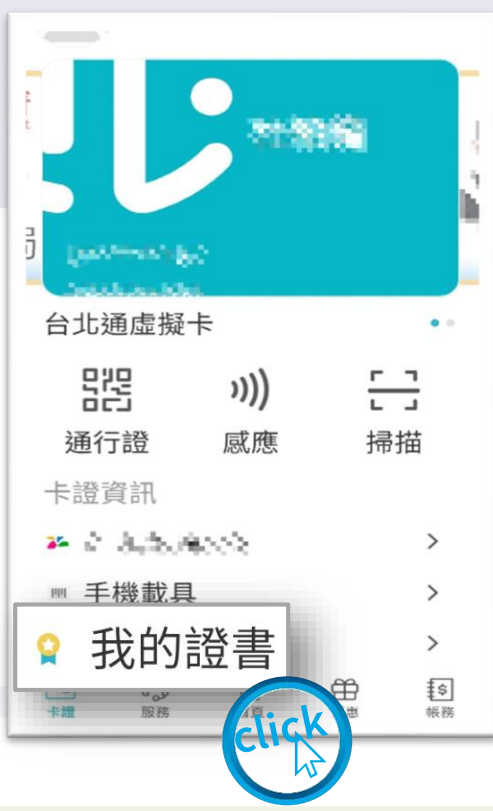 台北通虛擬卡
通行證 感應 掃描
卡證資訊
手機載具
我的證書
卡證 服務 帳務
click